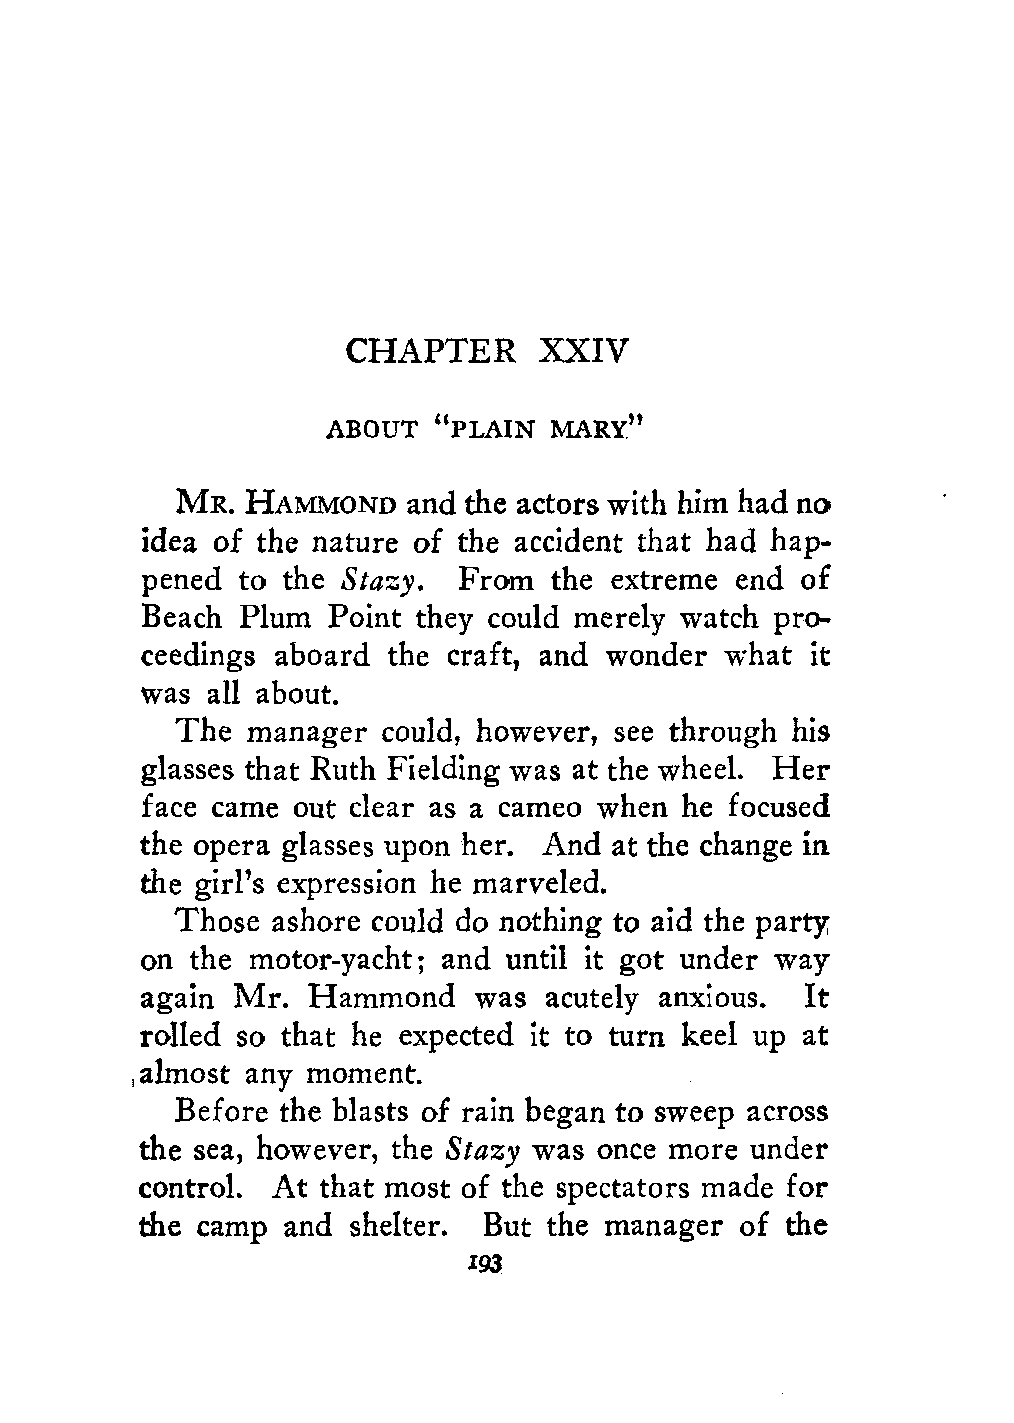 CHAPTER XXIV
ABOUT "PLAIN MARY"
MR. HAMMOND and the actors with him had no
idea of the nature of the accident that had hap-
pened to the Stazy. From the extreme end of
Beach Plum Point they could merely watch pro-
ceedings aboard the craft, and wonder what it
was all about.
The manager could, however, see through his
glasses that Ruth Fielding was at the wheel. Her
face came out clear as a cameo when he focused
the opera glasses upon her. And at the change in
the girl's expression he marveled.
Those ashore could do nothing to aid the party
on the motor-yacht; and until it got under way
again Mr. Hammond was acutely anxious. It
rolled so that he expected it to turn keel up at
almost any moment.
Before the blasts of rain began to sweep across
the sea, however, the Stazy was once more under
control. At that most of the spectators made for
the camp and shelter. But the manager of the
193